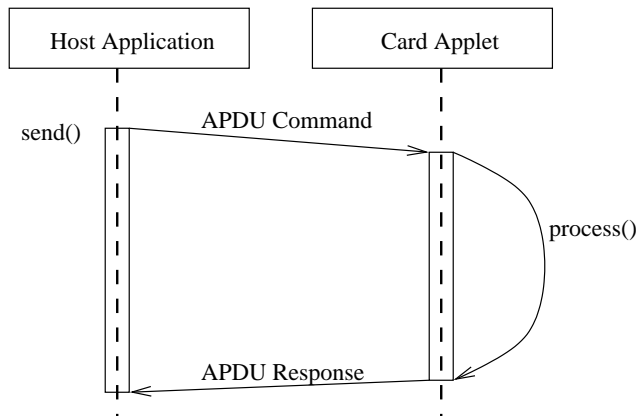 Host Application
Card Applet
send()
APDU Command
process()
APDU Response